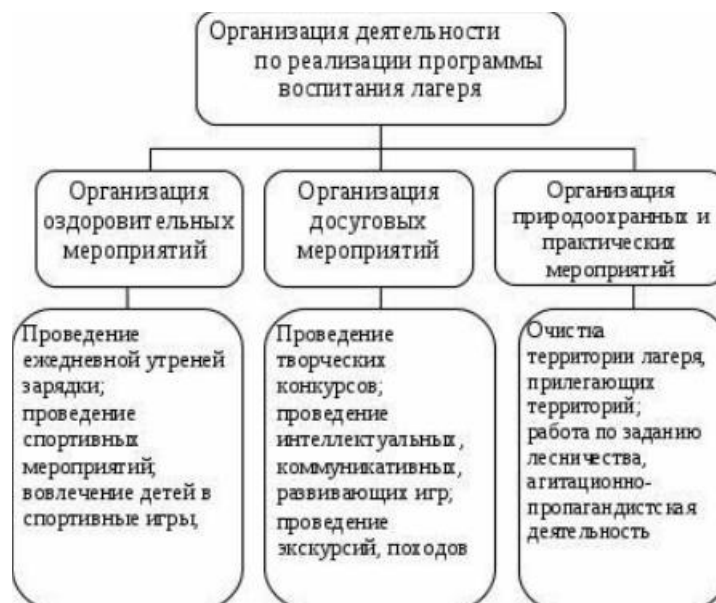 Организация деятельности
по реализации программы
воспитания лагеря
Организация
оздоровительных
мероприятий
Организация
досуговых
мероприятий
Организация
природоохранных и
практических
мероприятий
Проведение
ежедневной утреней
зарядки;
проведение
спортивных
мероприятий;
вовлечение детей в
спортивные игры;
Проведение
творческих
конкурсов;
проведение
интеллектуальных,
коммуникативных,
развивающих игр;
проведение
экскурсий, походов
Очистка
территории лагеря,
прилегающих
территорий;
работа по заданию
лесничества,
агитационно-
пропагандистская
деятельность